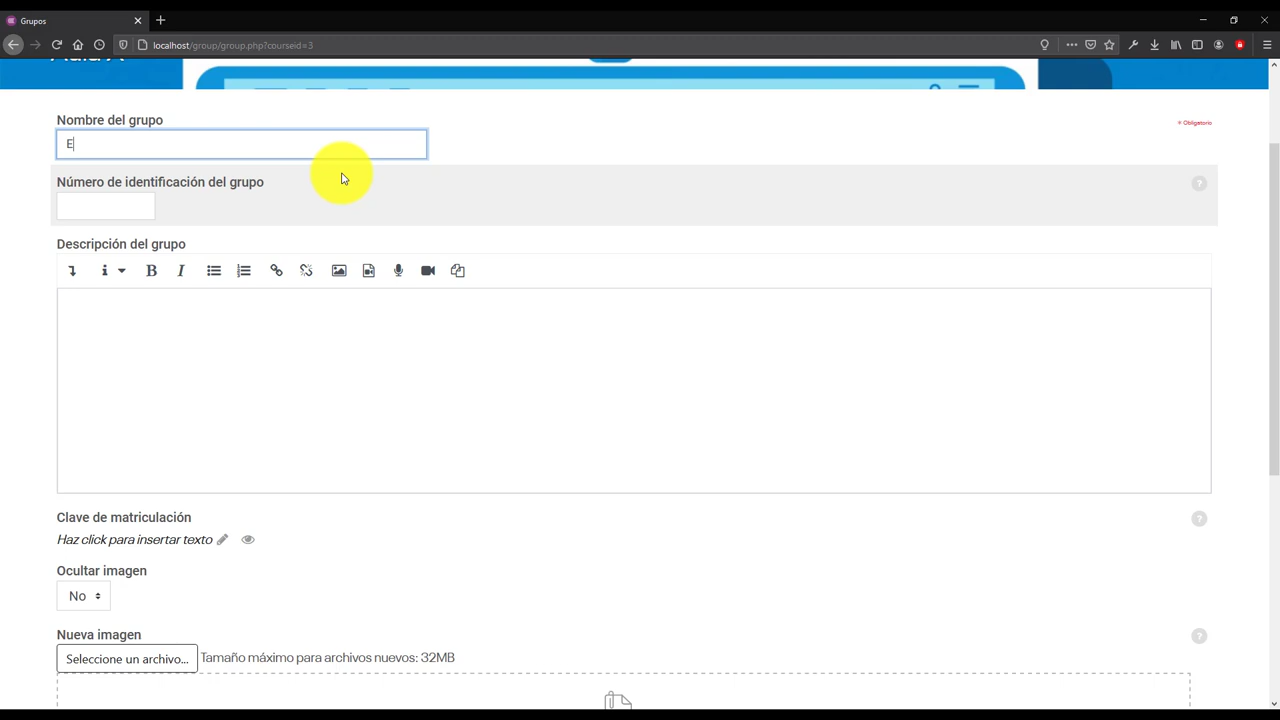 Grupos
localhost/group/group.php?courseid=3
Nombre del grupo
Obligatorio
E
Número de identificación del grupo
Descripción del grupo
Clave de matriculación
Haz click para insertar texto
Ocultar imagen
No
Nueva imagen
Seleccione un archivo... Tamaño máximo para archivos nuevos: 32MB